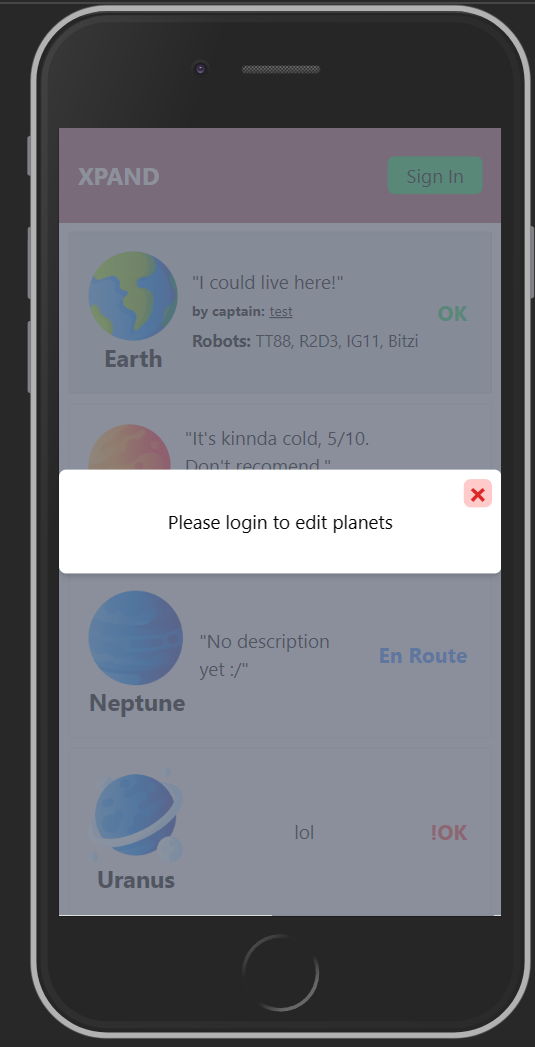 XPAND
Sign In
"I could live here!"
by captain: test
OK
Robots: TT88, R2D3, IG11, Bitzi
Earth
"It's kinnda cold, 5/10.
Don't recomend."
Please login to edit planets
"No description
yet :/"
En Route
Neptune
lol
!OK
Uranus